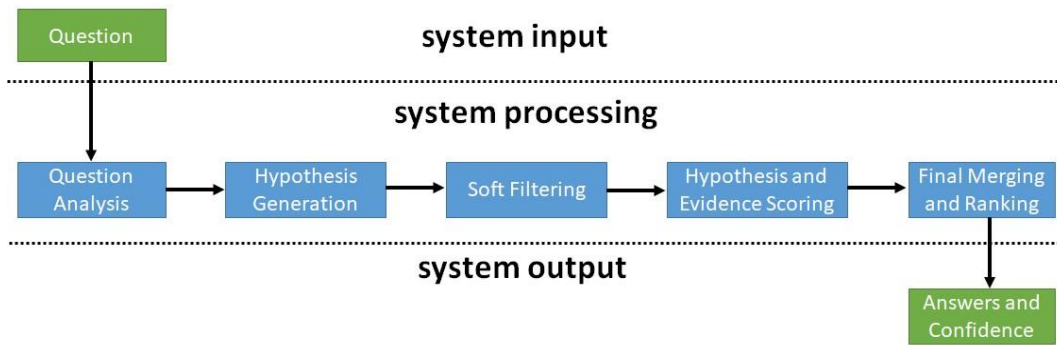 Question
system input
system processing
Question
Analysis
Hypothesis
Generation
Soft Filtering
Hypothesis and
Evidence Scoring
Final Merging
and Ranking
system output
Answers and
Confidence